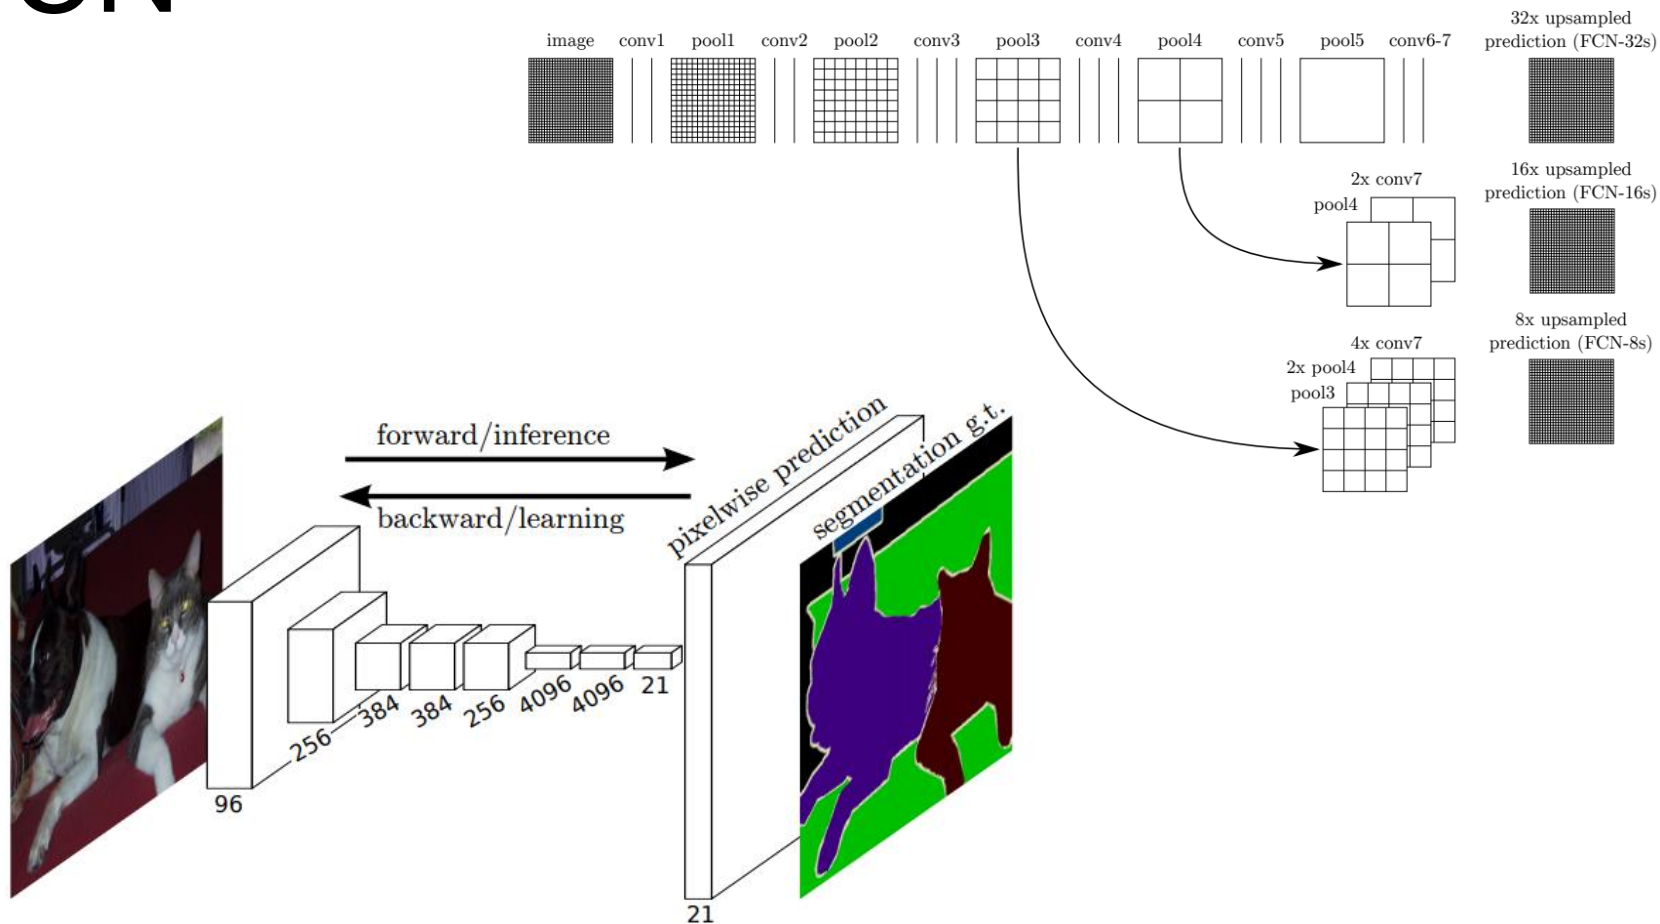 image conv1 pool1 conv2 pool2 conv3 pool3 conv4 pool4 conv5 pool5 conv6-7
32x upsampled
prediction (FCN-32s)
2x conv7
pool4
16x upsampled
prediction (FCN-16s)
4x conv7
2x pool4
pool3
8x upsampled
prediction (FCN-8s)
forward/inference
backward/learning
pixelwise prediction
segmentation g.t.
96
256
384
384
256
4096
4096
21
21